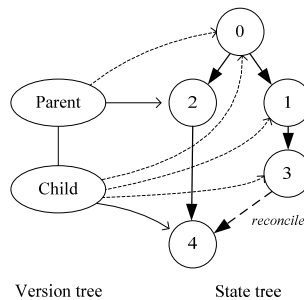 0
Parent
2
1
Child
3
reconcile
4
Version tree
State tree